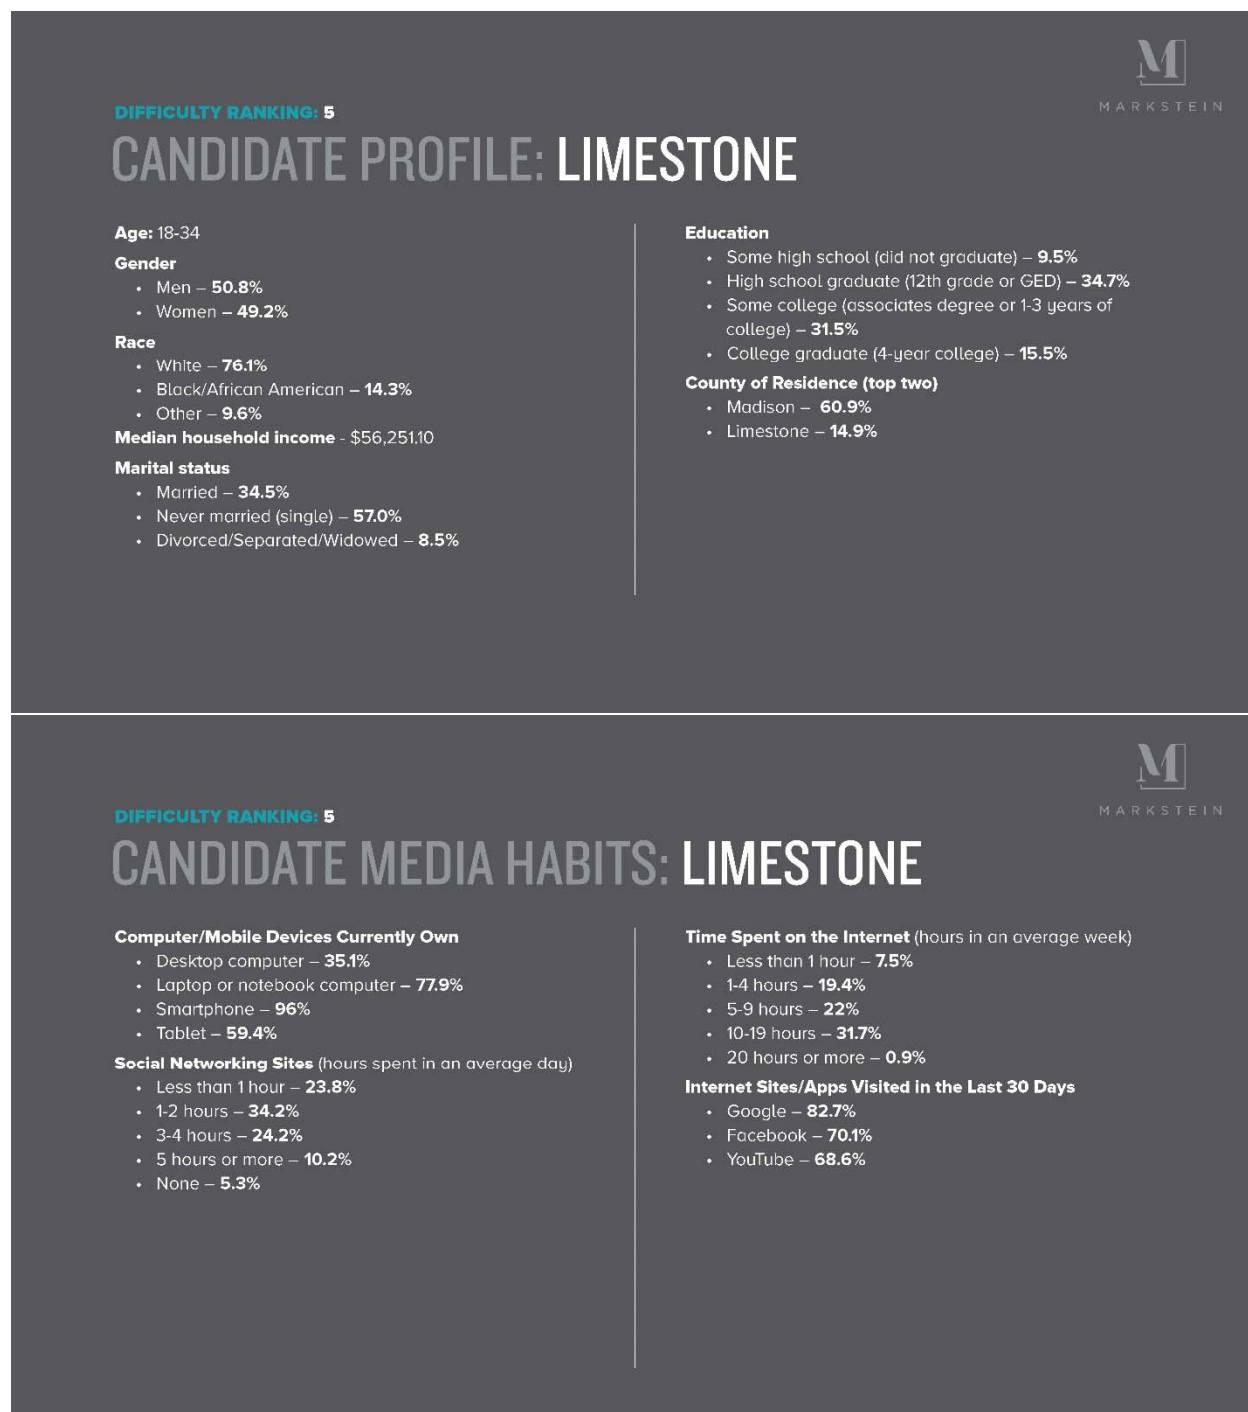 M
MARKSTEIN
DIFFICULTY RANKING: 5
CANDIDATE PROFILE: LIMESTONE
Age: 18-34
Gender
• Men – 50.8%
• Women – 49.2%
Race
• White – 76.1%
• Black/African American – 14.3%
• Other – 9.6%
Median household income - $56,251.10
Marital status
• Married – 34.5%
• Never married (single) – 57.0%
• Divorced/Separated/Widowed – 8.5%
Education
• Some high school (did not graduate) – 9.5%
• High school graduate (12th grade or GED) – 34.7%
• Some college (associates degree or 1-3 years of
college) – 31.5%
• College graduate (4-year college) – 15.5%
County of Residence (top two)
• Madison – 60.9%
• Limestone – 14.9%
M
MARKSTEIN
DIFFICULTY RANKING: 5
CANDIDATE MEDIA HABITS: LIMESTONE
Computer/Mobile Devices Currently Own
• Desktop computer – 35.1%
• Laptop or notebook computer – 77.9%
• Smartphone – 96%
• Tablet – 59.4%
Social Networking Sites (hours spent in an average day)
• Less than 1 hour – 23.8%
• 1-2 hours – 34.2%
• 3-4 hours – 24.2%
• 5 hours or more – 10.2%
• None – 5.3%
Time Spent on the Internet (hours in an average week)
• Less than 1 hour – 7.5%
• 1-4 hours – 19.4%
• 5-9 hours – 22%
• 10-19 hours – 31.7%
• 20 hours or more – 0.9%
Internet Sites/Apps Visited in the Last 30 Days
• Google – 82.7%
• Facebook – 70.1%
• YouTube – 68.6%